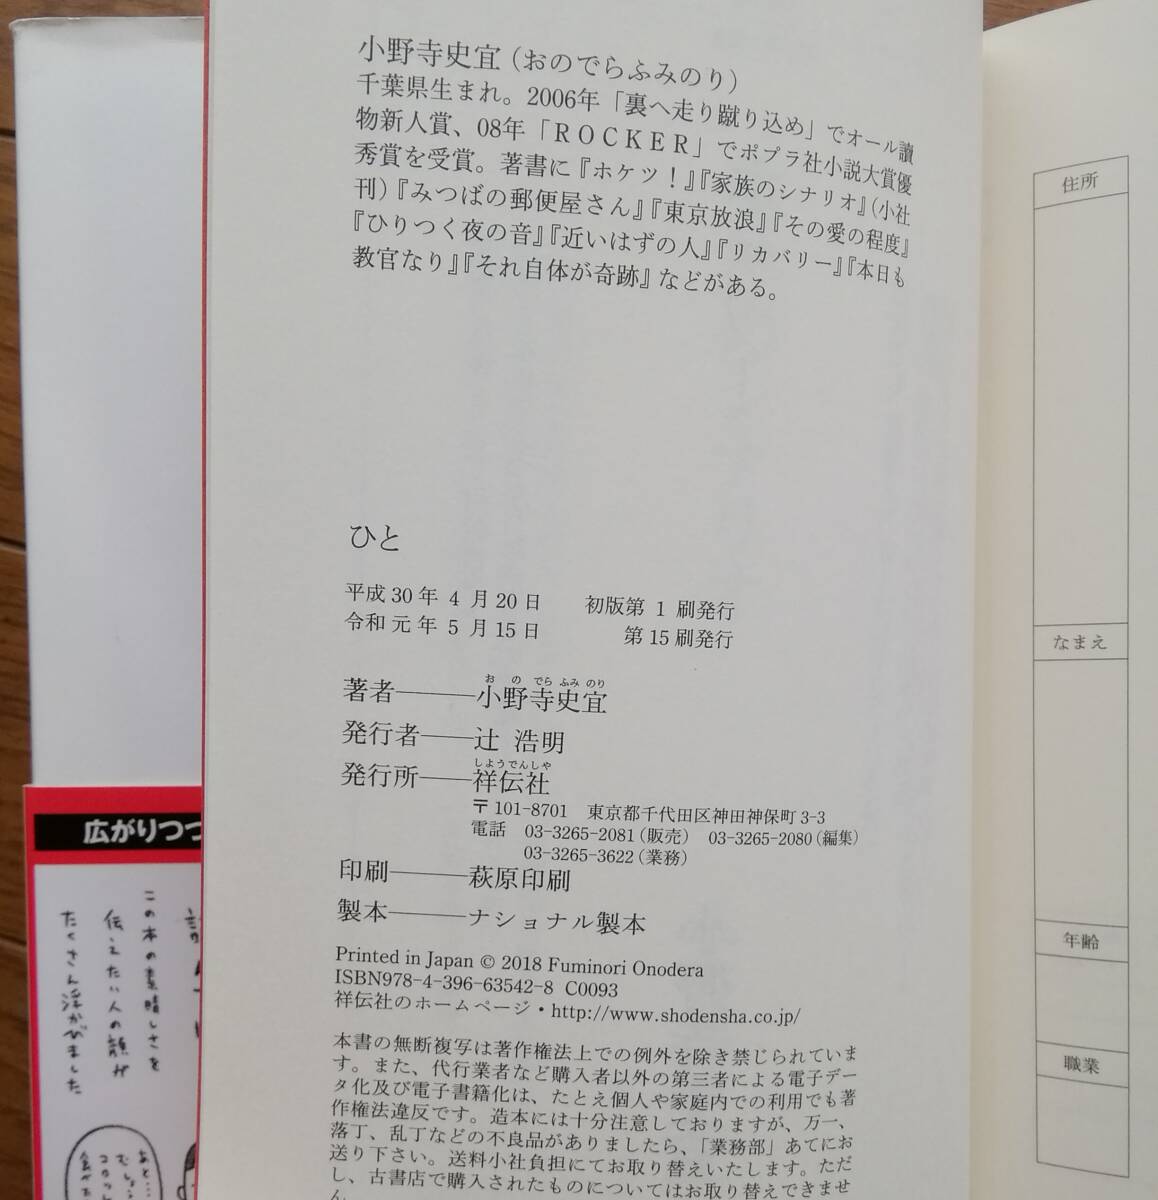 小野寺史宜(おのでらふみのり)
千葉県生まれ。2006年「裏へ走り蹴り込め」でオール讀
物新人賞、08年「ROCKER」でポプラ社小説大賞優
秀賞を受賞。著書に『ホケツ!』『家族のシナリオ』(小社
刊)『みつばの郵便屋さん』『東京放浪』『その愛の程度』
『ひりつく夜の音』『近いはずの人』『リカバリー』『本日も
教官なり』『それ自体が奇跡』などがある。
ひと
平成30年4月20日 初版第1刷発行
令和元年5月15日 第15刷発行
お の でら ふみ のり
著者―――小野寺史宜
発行者――辻 浩明
しようでんしや
発行所――祥伝社
〒101-8701 東京都千代田区神田神保町3-3
電話 03-3265-2081(販売) 03-3265-2080(編集)
03-3265-3622(業務)
印刷―――萩原印刷
製本―――ナショナル製本
Printed in Japan © 2018 Fuminori Onodera
ISBN978-4-396-63542-8 C0093
祥伝社のホームページ・http://www.shodensha.co.jp/
本書の無断複写は著作権法上での例外を除き禁じられていま
す。また、代行業者など購入者以外の第三者による電子デー
タ化及び電子書籍化は、たとえ個人や家庭内での利用でも著
作権法違反です。造本には十分注意しておりますが、万一、
落丁、乱丁などの不良品がありましたら、「業務部」あてにお
送り下さい。送料小社負担にてお取り替えいたします。ただ
し、古書店で購入されたものについてはお取り替えできませ
ん。
住所
なまえ
年齢
職業
広がりつつ
この本の素晴しさを
伝えたい人の顔が
たくさん浮かびました
あと…
コロッケ